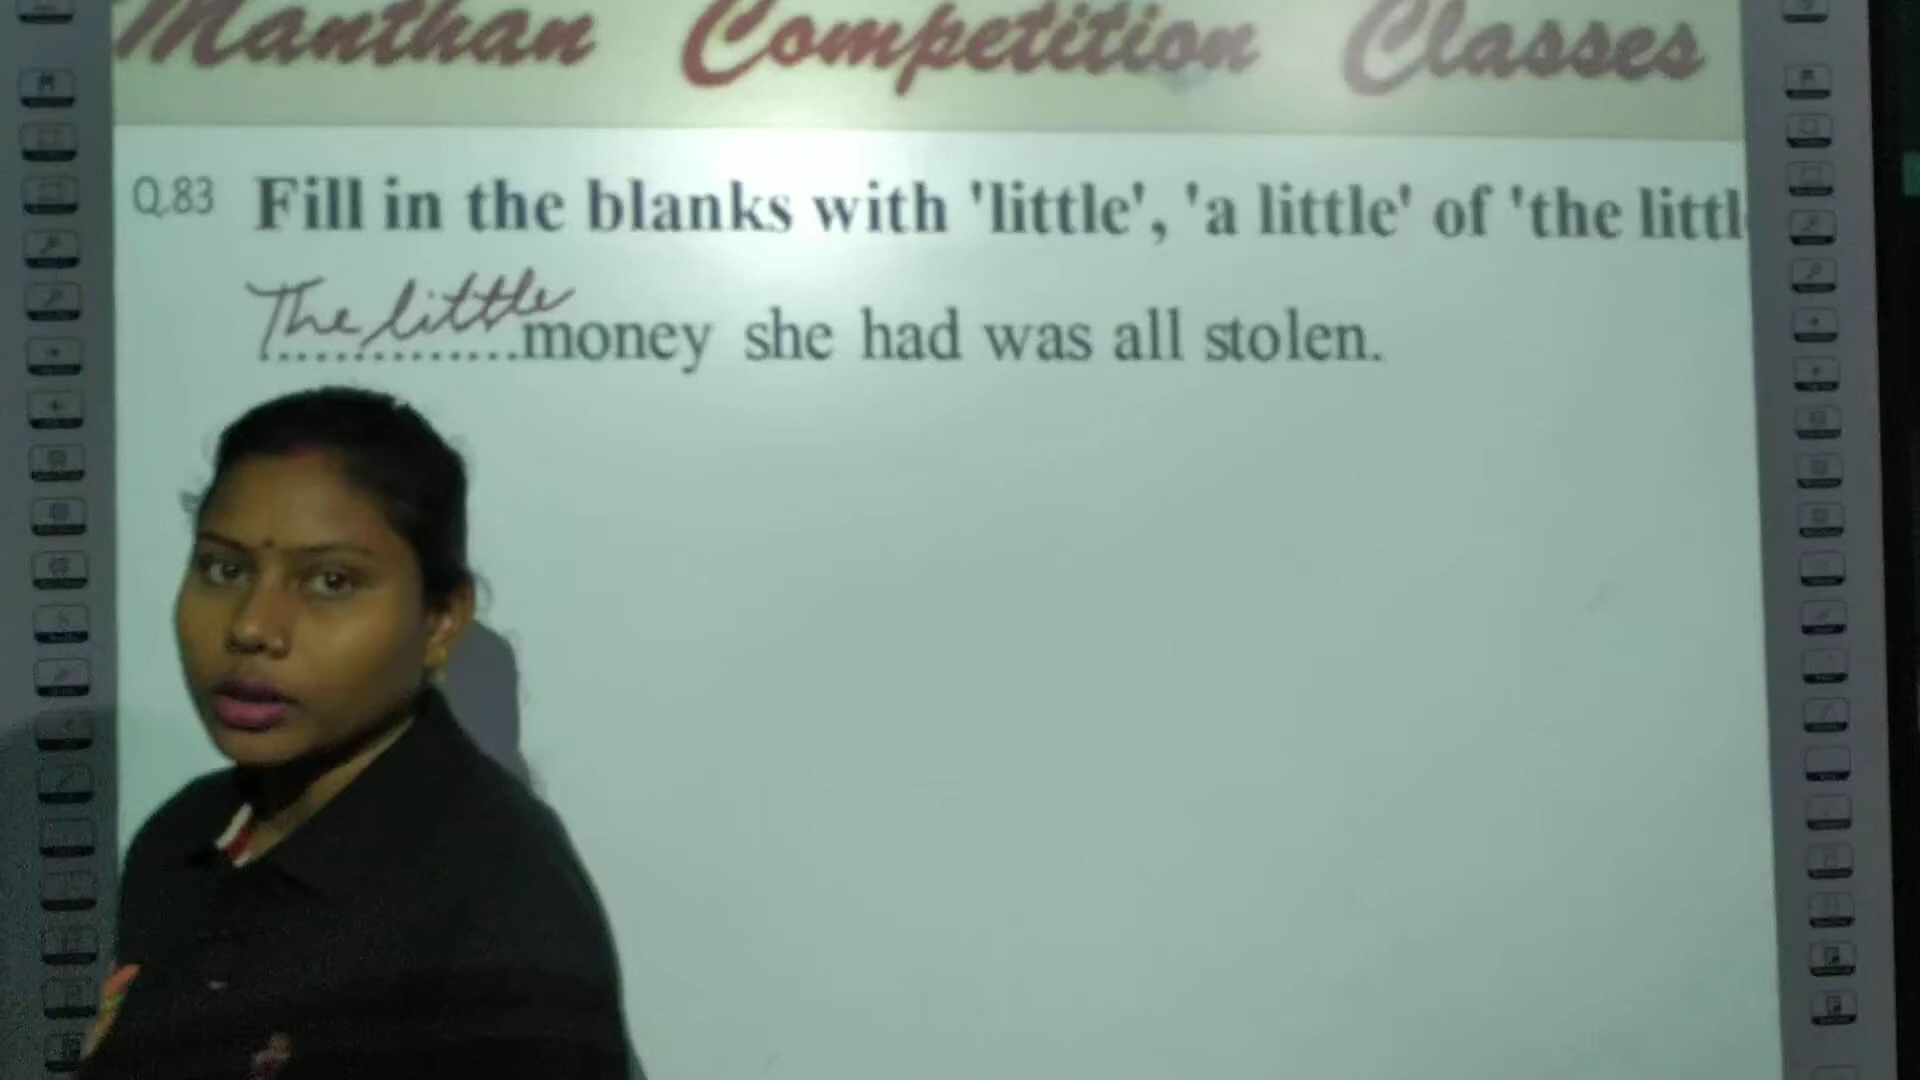 Manthan Competition Classes
Q.83 Fill in the blanks with 'little', 'a little' of 'the littl
The little
..............money she had was all stolen.